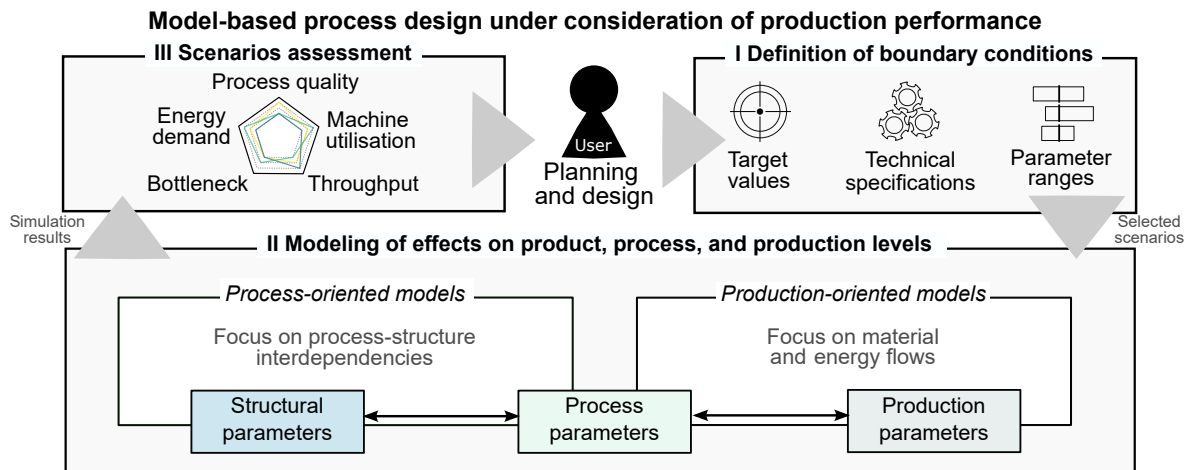 Model-based process design under consideration of production performance
III Scenarios assessment
Process quality
Energy
demand
Machine
utilisation
Bottleneck
Throughput
User
Planning
and design
I Definition of boundary conditions
Target
values
Technical
specifications
Parameter
ranges
Simulation
results
Selected
scenarios
II Modeling of effects on product, process, and production levels
Process-oriented models
Focus on process-structure
interdependencies
Production-oriented models
Focus on material
and energy flows
Structural
parameters
Process
parameters
Production
parameters